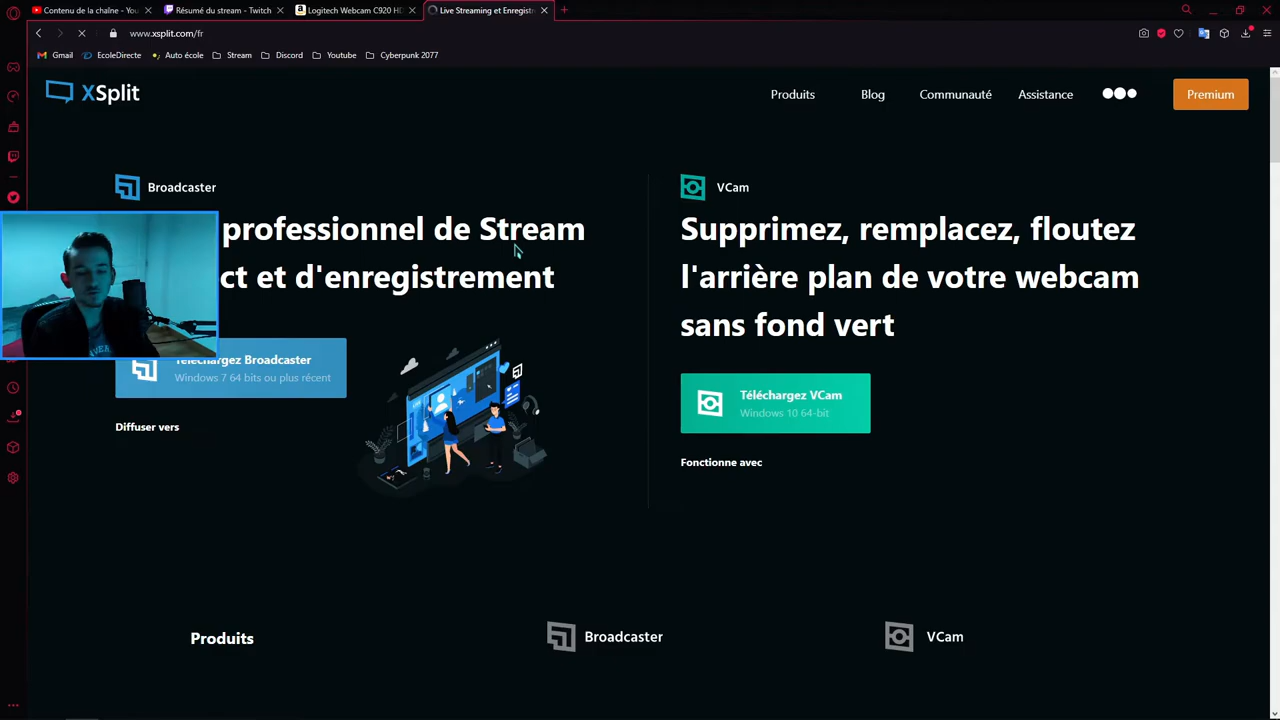 Contenu de la chaîne - You
Résumé du stream - Twitch
Logitech Webcam C920 HD
Live Streaming et Enregistr
www.xsplit.com/fr
Gmail
EcoleDirecte
Auto école
Stream
Discord
Youtube
Cyberpunk 2077
XSplit
Produits
Blog
Communauté
Assistance
Premium
Broadcaster
professionnel de Stream
ct et d'enregistrement
Téléchargez Broadcaster
Windows 7 64 bits ou plus récent
Diffuser vers
VCam
Supprimez, remplacez, floutez
l'arrière plan de votre webcam
sans fond vert
Téléchargez VCam
Windows 10 64-bit
Fonctionne avec
Produits
Broadcaster
VCam